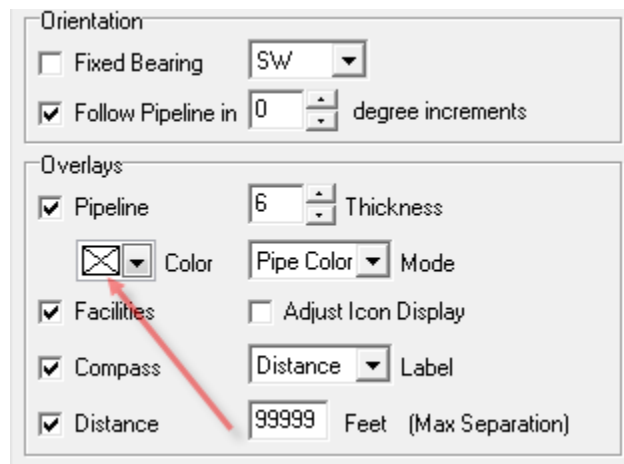 Orientation
Fixed Bearing SW
Follow Pipeline in 0 degree increments
Overlays
Pipeline 6 Thickness
Color Pipe Color Mode
Facilities Adjust Icon Display
Compass Distance Label
Distance 99999 Feet (Max Separation)